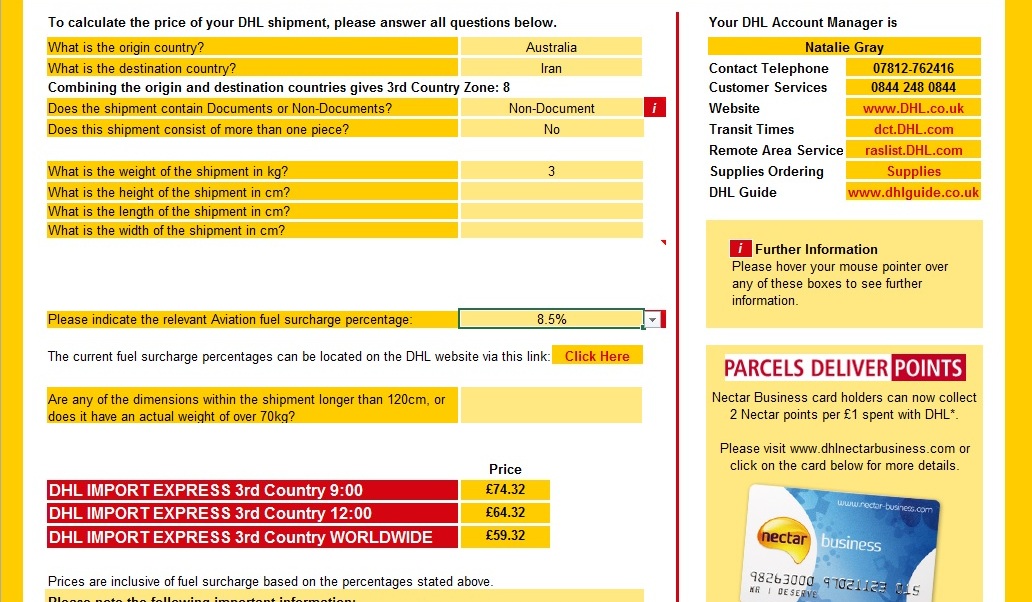 To calculate the price of your DHL shipment, please answer all questions below.
What is the origin country? Australia
What is the destination country? Iran
Combining the origin and destination countries gives 3rd Country Zone: 8
Does the shipment contain Documents or Non-Documents? Non-Document i
Does this shipment consist of more than one piece? No
What is the weight of the shipment in kg? 3
What is the height of the shipment in cm?
What is the length of the shipment in cm?
What is the width of the shipment in cm?
Please indicate the relevant Aviation fuel surcharge percentage: 8.5%
The current fuel surcharge percentages can be located on the DHL website via this link: Click Here
Are any of the dimensions within the shipment longer than 120cm, or
does it have an actual weight of over 70kg?
Price
DHL IMPORT EXPRESS 3rd Country 9:00 £74.32
DHL IMPORT EXPRESS 3rd Country 12:00 £64.32
DHL IMPORT EXPRESS 3rd Country WORLDWIDE £59.32
Prices are inclusive of fuel surcharge based on the percentages stated above.
Please note the following important information:
Your DHL Account Manager is
Natalie Gray
Contact Telephone 07812-762416
Customer Services 0844 248 0844
Website www.DHL.co.uk
Transit Times dct.DHL.com
Remote Area Service raslist.DHL.com
Supplies Ordering Supplies
DHL Guide www.dhlguide.co.uk
i Further Information
Please hover your mouse pointer over
any of these boxes to see further
information.
PARCELS DELIVER POINTS
Nectar Business card holders can now collect
2 Nectar points per £1 spent with DHL*.
Please visit www.dhlnectarbusiness.com or
click on the card below for more details.
www.nectar-business.com
nectar business
98263000 97021123 015
MR I DESERVE